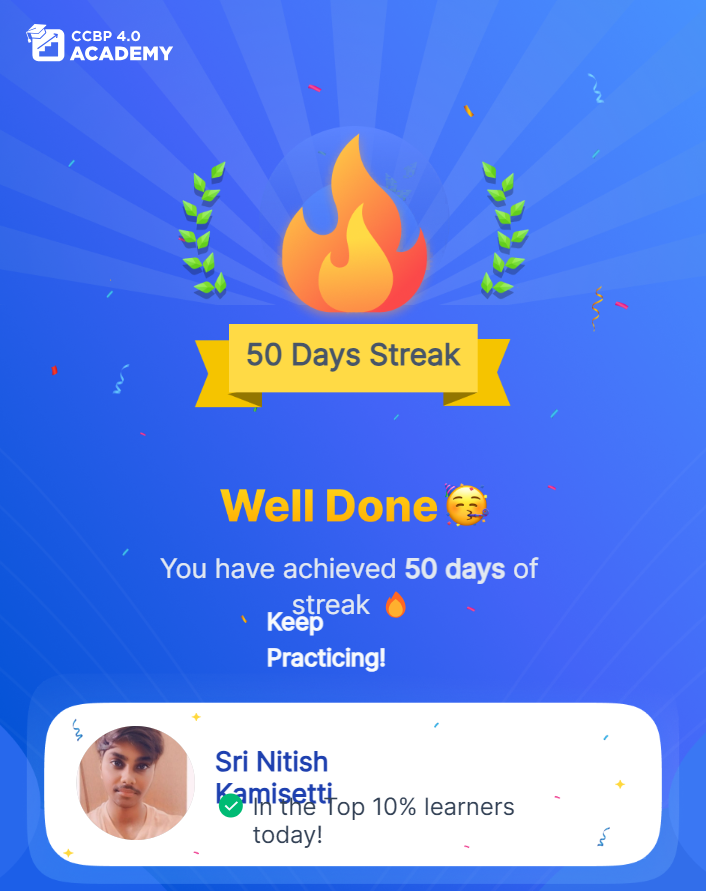 CCBP 4.0
ACADEMY
50 Days Streak
Well Done🥳
You have achieved 50 days of
streak 🔥
Keep
Practicing!
Sri Nitish
Kamisetti
In the Top 10% learners
today!